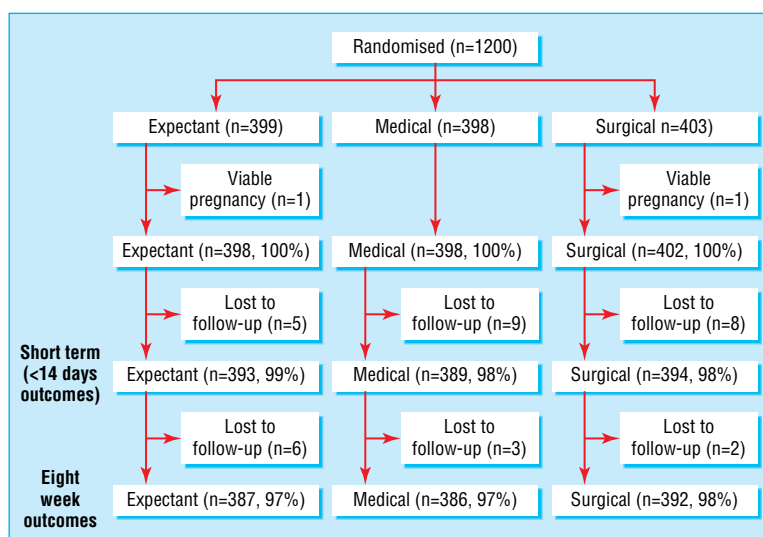 Randomised (n=1200)
Expectant (n=399)
Medical (n=398)
Surgical n=403)
Viable
pregnancy (n=1)
Viable
pregnancy (n=1)
Expectant (n=398, 100%)
Medical (n=398, 100%)
Surgical (n=402, 100%)
Lost to
follow-up (n=5)
Lost to
follow-up (n=9)
Lost to
follow-up (n=8)
Short term
(<14 days
outcomes)
Expectant (n=393, 99%)
Medical (n=389, 98%)
Surgical (n=394, 98%)
Lost to
follow-up (n=6)
Lost to
follow-up (n=3)
Lost to
follow-up (n=2)
Eight
week
outcomes
Expectant (n=387, 97%)
Medical (n=386, 97%)
Surgical (n=392, 98%)